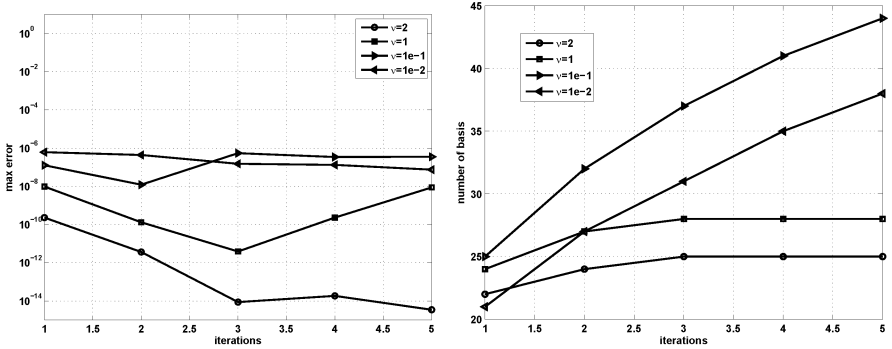 10^0
10^-2
10^-4
10^-6
10^-8
10^-10
10^-12
10^-14
max error
1 1.5 2 2.5 3 3.5 4 4.5 5
iterations
ν=2
ν=1
ν=1e−1
ν=1e−2
45
40
35
30
25
20
number of basis
1 1.5 2 2.5 3 3.5 4 4.5 5
iterations
ν=2
ν=1
ν=1e−1
ν=1e−2